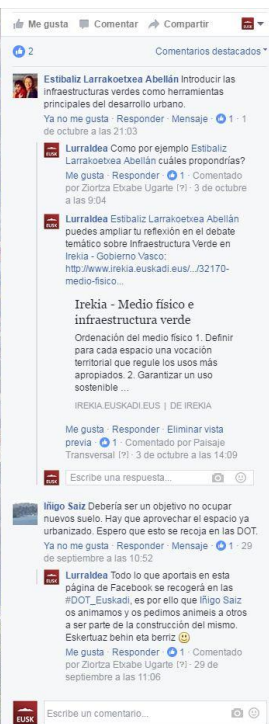 Me gusta Comentar Compartir
2 Comentarios destacados
Estibaliz Larrakoetxea Abellán Introducir las
infraestructuras verdes como herramientas
principales del desarrollo urbano.
Ya no me gusta · Responder · Mensaje · 1 · 1
de octubre a las 21:03
Lurraldea Como por ejemplo Estibaliz
Larrakoetxea Abellán cuáles propondrías?
Me gusta · Responder · 1 · Comentado
por Ziortza Etxabe Ugarte [?] · 3 de octubre
a las 9:04
Lurraldea Estibaliz Larrakoetxea Abellán
puedes ampliar tu reflexión en el debate
temático sobre Infraestructura Verde en
Irekia - Gobierno Vasco:
http://www.irekia.euskadi.eus/.../32170-
medio-fisico...
Irekia - Medio físico e
infraestructura verde
Ordenación del medio físico 1. Definir
para cada espacio una vocación
territorial que regule los usos más
apropiados. 2. Garantizar un uso
sostenible ...
IREKIA.EUSKADI.EUS | DE IREKIA
Me gusta · Responder · Eliminar vista
previa · 1 · Comentado por Paisaje
Transversal [?] · 3 de octubre a las 14:09
EUSK Escribe una respuesta...
Iñigo Saiz Debería ser un objetivo no ocupar
nuevos suelo. Hay que aprovechar el espacio ya
urbanizado. Espero que esto se recoja en las DOT.
Ya no me gusta · Responder · Mensaje · 1 · 29
de septiembre a las 10:52
Lurraldea Todo lo que aportais en esta
página de Facebook se recogerá en las
#DOT_Euskadi, es por ello que Iñigo Saiz
os animamos y os pedimos animeis a otros
a ser parte de la construcción del mismo.
Eskertuaz behin eta berriz
Me gusta · Responder · 1 · Comentado
por Ziortza Etxabe Ugarte [?] · 29 de
septiembre a las 11:06
EUSK Escribe un comentario...